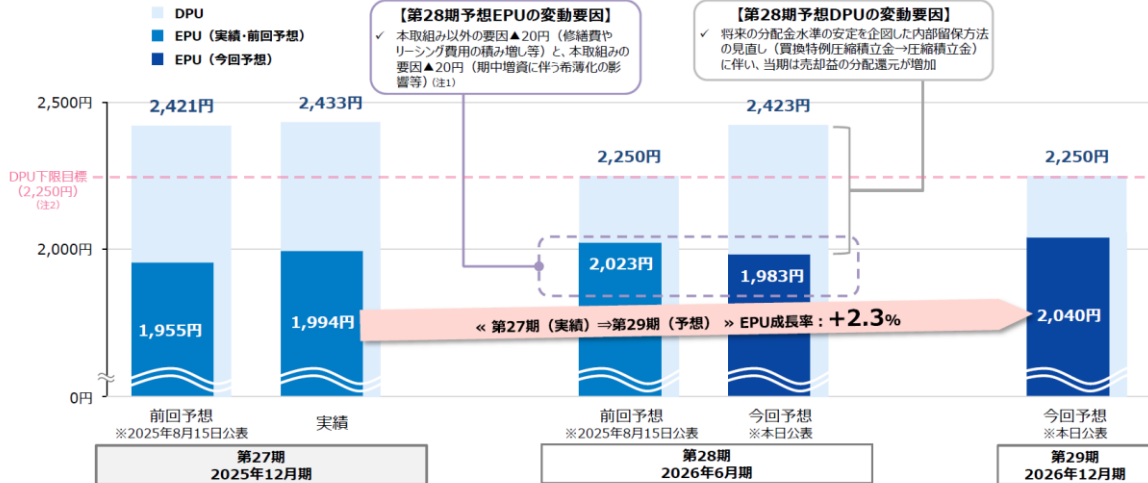 DPU
EPU（実績・前回予想）
EPU（今回予想）
【第28期予想EPUの変動要因】
✓ 本取組み以外の要因▲20円（修繕費や
リーシング費用の積み増し等）と、本取組みの
要因▲20円（期中増資に伴う希薄化の影
響等）(注1)
【第28期予想DPUの変動要因】
✓ 将来の分配金水準の安定を企図した内部留保方法
の見直し（買換特例圧縮積立金→圧縮積立金）
に伴い、当期は売却益の分配還元が増加
2,500円
2,421円
2,433円
2,250円
2,423円
2,250円
DPU下限目標
（2,250円）
(注2)
2,000円
1,955円
1,994円
2,023円
1,983円
2,040円
« 第27期（実績）⇒第29期（予想） » EPU成長率：+2.3%
0円
前回予想
※2025年8月15日公表
実績
前回予想
※2025年8月15日公表
今回予想
※本日公表
今回予想
※本日公表
第27期
2025年12月期
第28期
2026年6月期
第29期
2026年12月期